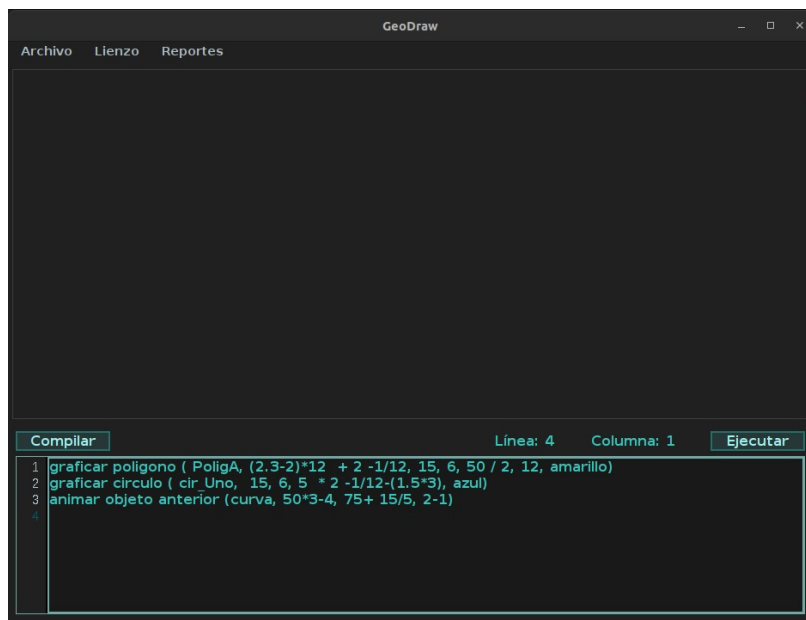 GeoDraw
Archivo Lienzo Reportes
Compilar Línea: 4 Columna: 1 Ejecutar
1 graficar poligono ( PoligA, (2.3-2)*12  + 2 -1/12, 15, 6, 50 / 2, 12, amarillo)
2 graficar circulo ( cir_Uno,  15, 6, 5  * 2 -1/12-(1.5*3), azul)
3 animar objeto anterior (curva, 50*3-4, 75+ 15/5, 2-1)
4